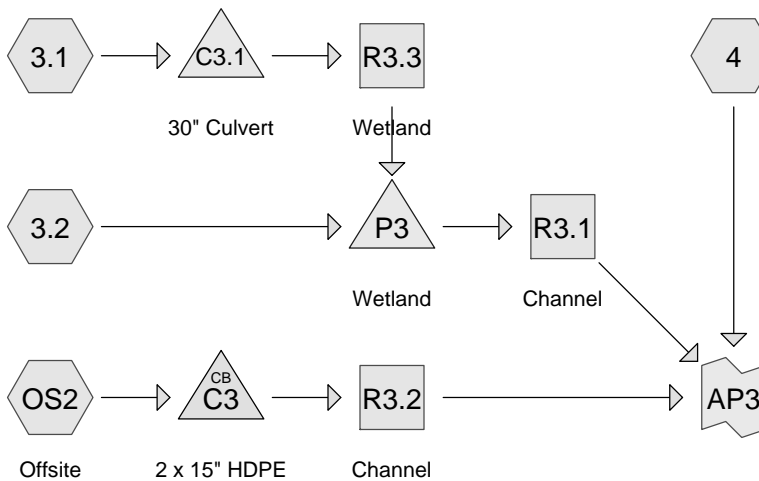 3.1
C3.1
R3.3
4
30" Culvert
Wetland
3.2
P3
R3.1
Wetland
Channel
OS2
CB
C3
R3.2
AP3
Offsite
2 x 15" HDPE
Channel